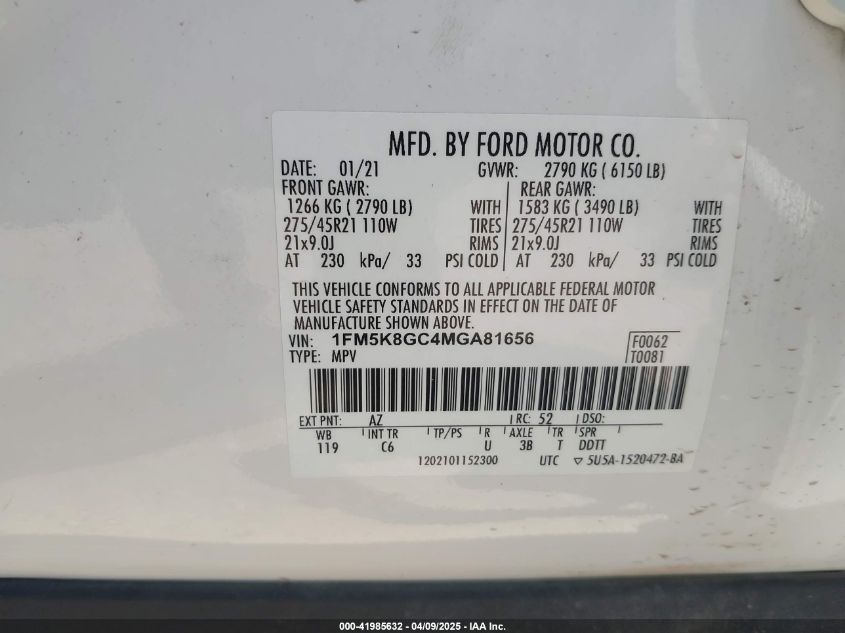 MFD. BY FORD MOTOR CO.
DATE: 01/21 GVWR: 2790 KG ( 6150 LB)
FRONT GAWR: REAR GAWR:
1266 KG ( 2790 LB) WITH 1583 KG ( 3490 LB) WITH
275/45R21 110W TIRES 275/45R21 110W TIRES
21x9.0J RIMS 21x9.0J RIMS
AT 230 kPa/ 33 PSI COLD AT 230 kPa/ 33 PSI COLD
THIS VEHICLE CONFORMS TO ALL APPLICABLE FEDERAL MOTOR
VEHICLE SAFETY STANDARDS IN EFFECT ON THE DATE OF
MANUFACTURE SHOWN ABOVE.
VIN: 1FM5K8GC4MGA81656 F0062
TYPE: MPV T0081
EXT PNT: AZ RC: 52 DSO:
WB INT TR TP/PS R AXLE TR SPR
119 C6 U 3B T DDTT
1202101152300 UTC ▽ 5U5A-1520472-BA
000-41985632 - 04/09/2025 - IAA Inc.